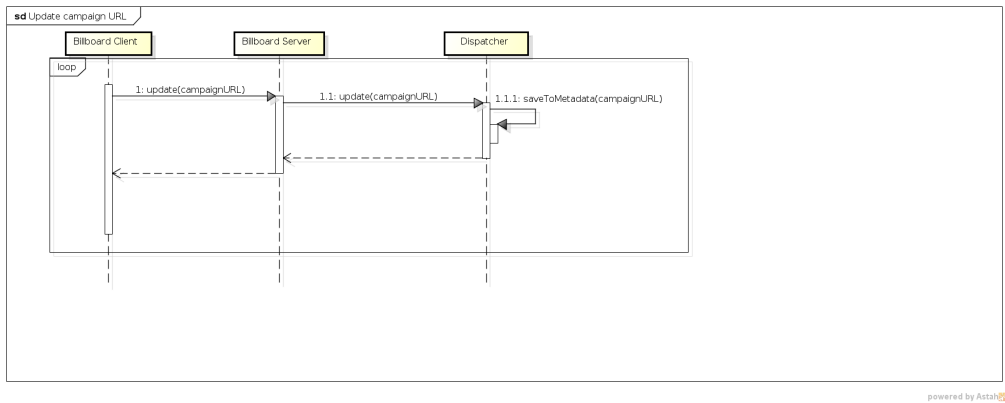 sd Update campaign URL
Billboard Client
Billboard Server
Dispatcher
loop
1: update(campaignURL)
1.1: update(campaignURL)
1.1.1: saveToMetadata(campaignURL)
powered by Astah